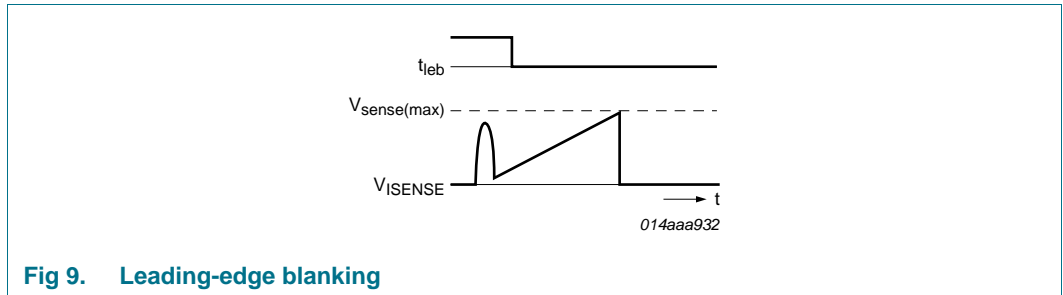 tleb
Vsense(max)
VISENSE
t
014aaa932
Fig 9. Leading-edge blanking